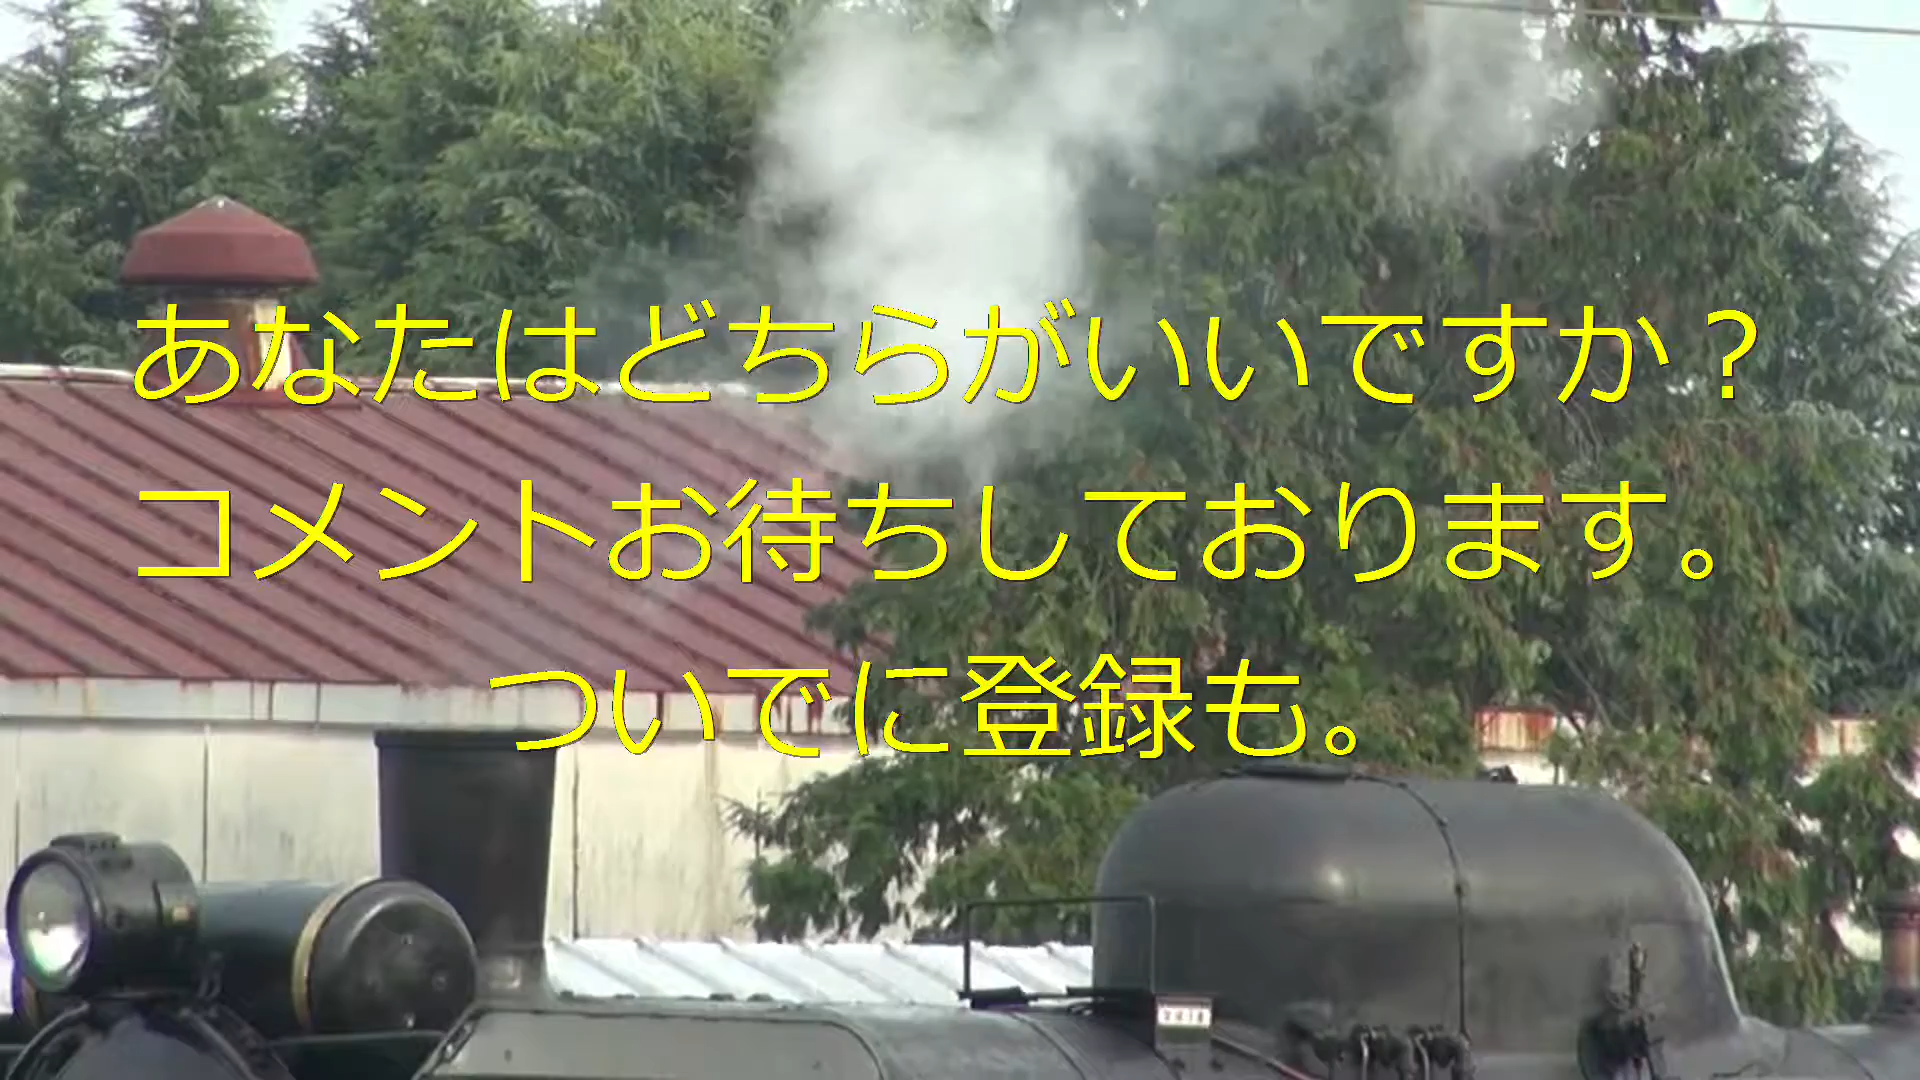 あなたはどちらがいいですか？
コメントお待ちしております。
ついでに登録も。